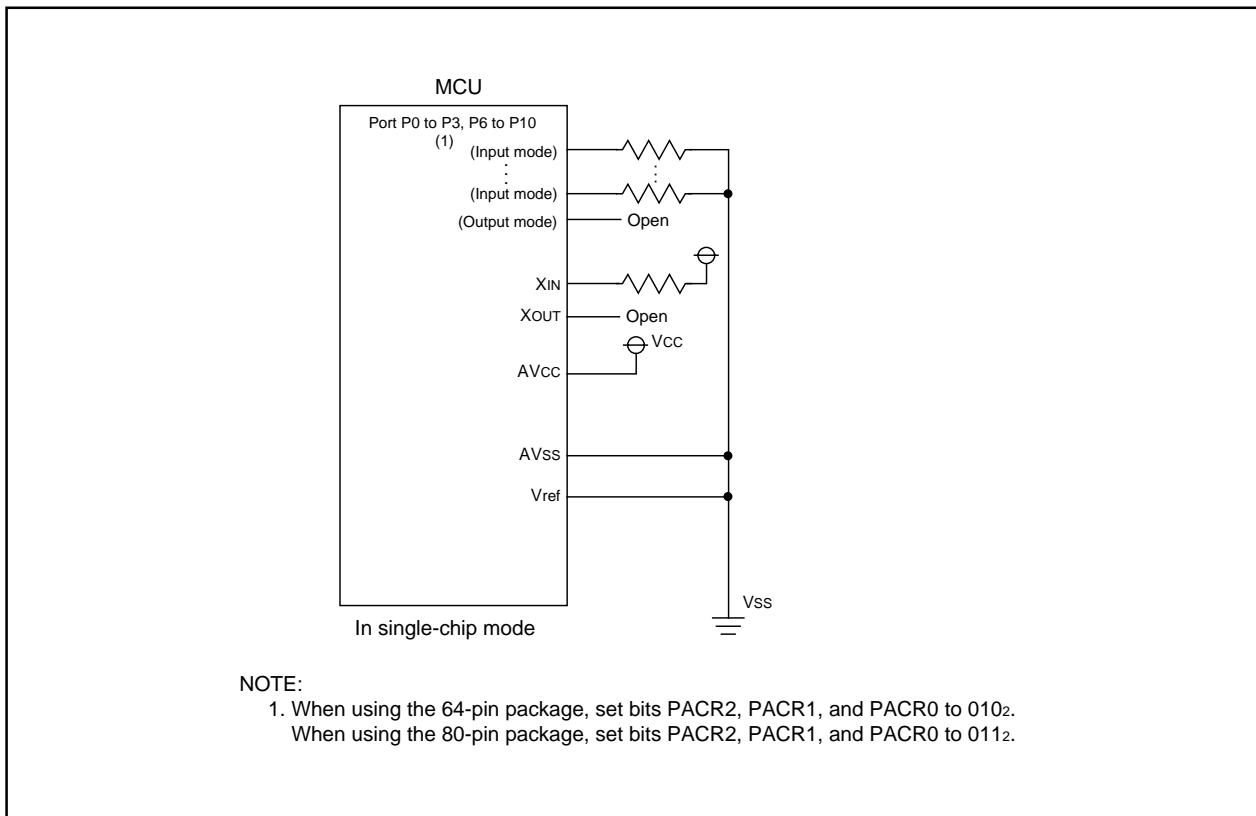 MCU
Port P0 to P3, P6 to P10
(1)
(Input mode)
(Input mode)
(Output mode)
Open
XIN
XOUT
Open
VCC
AVCC
AVSS
Vref
VSS
In single-chip mode
NOTE:
1. When using the 64-pin package, set bits PACR2, PACR1, and PACR0 to 0102.
When using the 80-pin package, set bits PACR2, PACR1, and PACR0 to 0112.